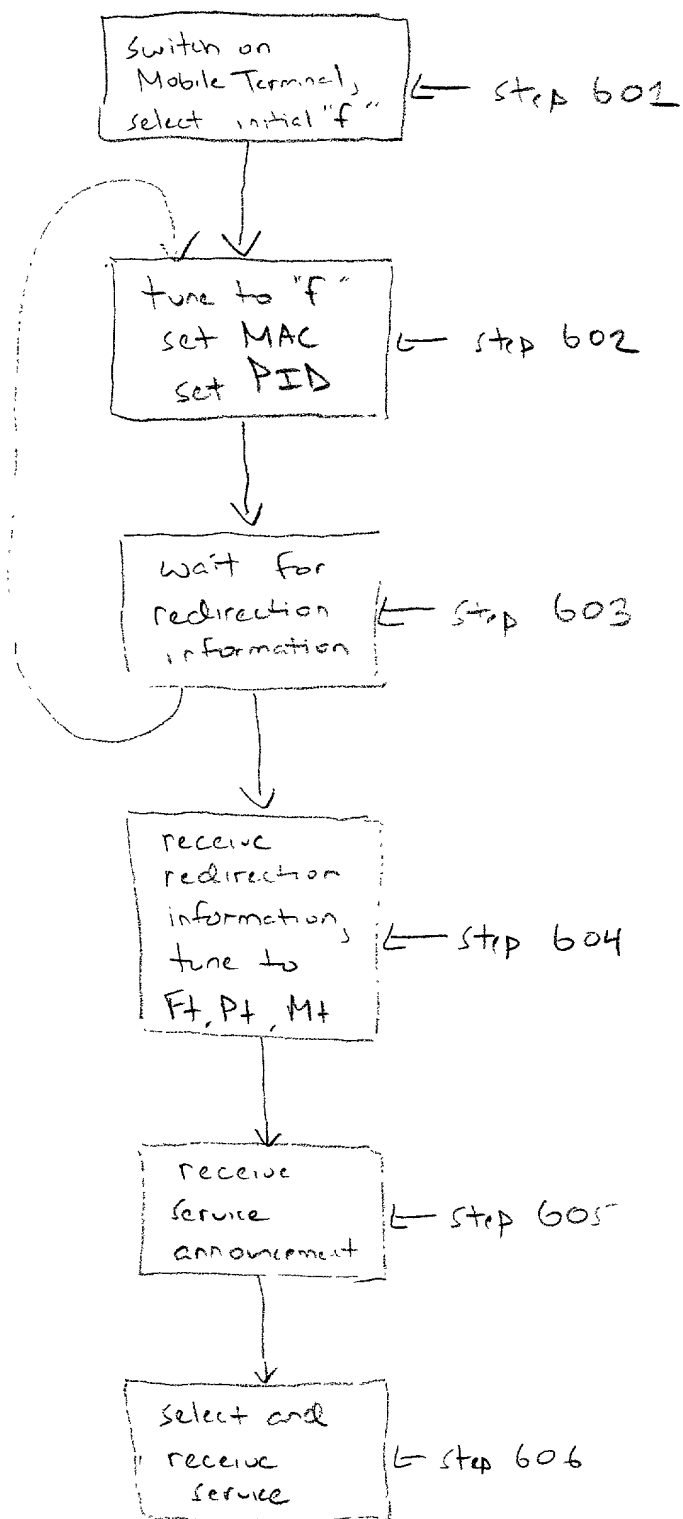 switch on
Mobile Terminal,
select initial "f"
← step 601
tune to "f"
set MAC
set PID
← step 602
wait for
redirection
information
← step 603
receive
redirection
information,
tune to
Ft, Pt, Mt
← step 604
receive
service
announcement
← step 605
select and
receive
service
← step 606